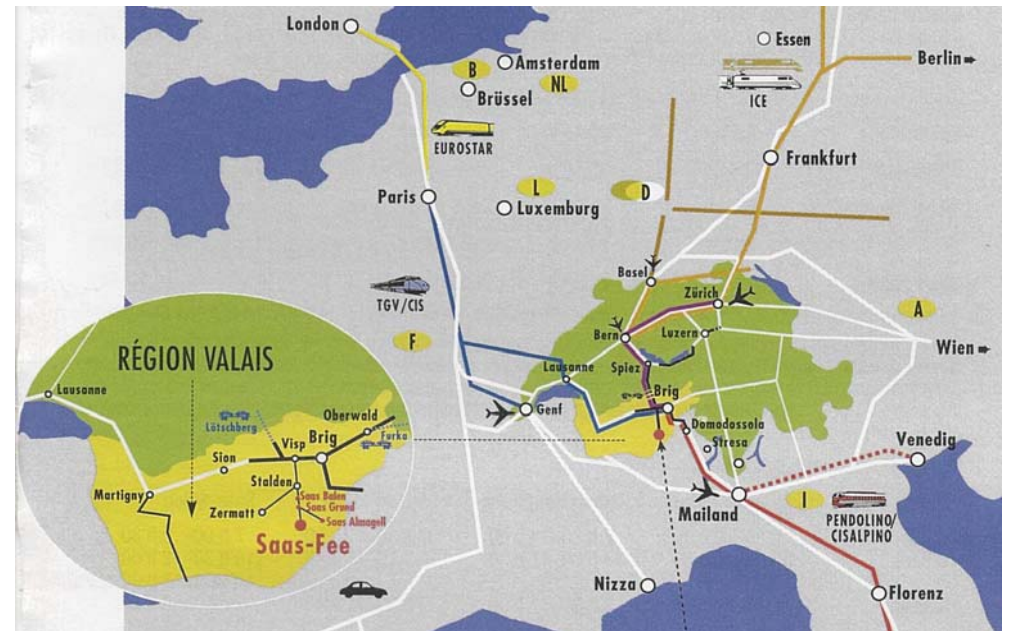 London
Essen
Berlin
Amsterdam
B
NL
Brüssel
ICE
EUROSTAR
Frankfurt
Paris
L
D
Luxemburg
Basel
TGV/CIS
Zürich
A
F
Bern
Luzern
Wien
RÉGION VALAIS
Lausanne
Spiez
Lausanne
Brig
Genf
Oberwald
Lötschberg
Furka
Domodossola
Visp
Brig
Stresa
Venedig
Sion
Stalden
Martigny
Saas Balen
Saas Grund
Zermatt
Saas Almagell
I
Mailand
PENDOLINO/
CISALPINO
Saas-Fee
Nizza
Florenz